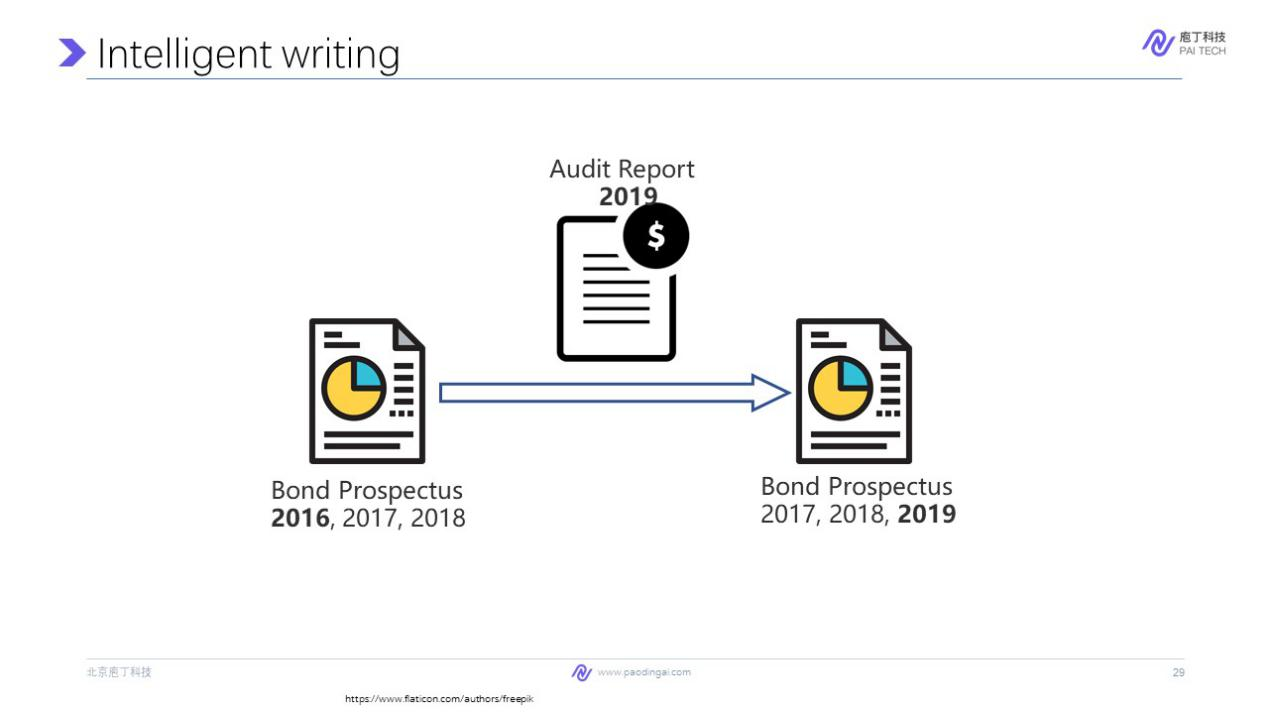 Intelligent writing
庖丁科技
PAI TECH
Audit Report
2019
$
Bond Prospectus
2016, 2017, 2018
Bond Prospectus
2017, 2018, 2019
北京庖丁科技
www.paodingai.com
29
https://www.flaticon.com/authors/freepik